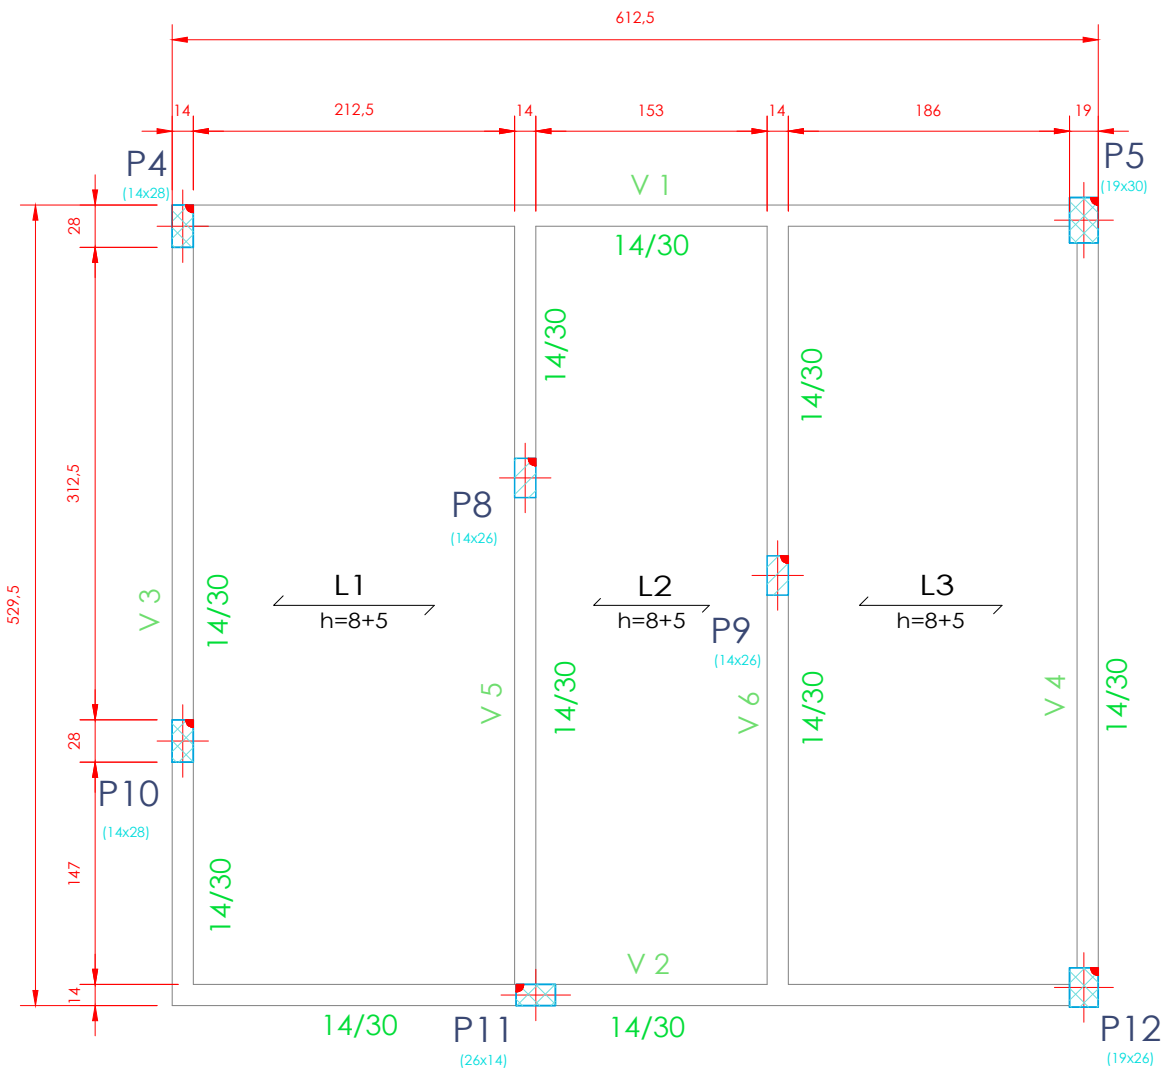 612,5
14
212,5
14
153
14
186
19
P4
(14x28)
V 1
P5
(19x30)
28
14/30
14/30
14/30
312,5
P8
(14x26)
529,5
V 3
14/30
L1
h=8+5
L2
h=8+5
L3
h=8+5
P9
(14x26)
V 5
14/30
V 6
14/30
V 4
14/30
28
P10
(14x28)
147
14/30
V 2
14
14/30
P11
(26x14)
14/30
P12
(19x26)